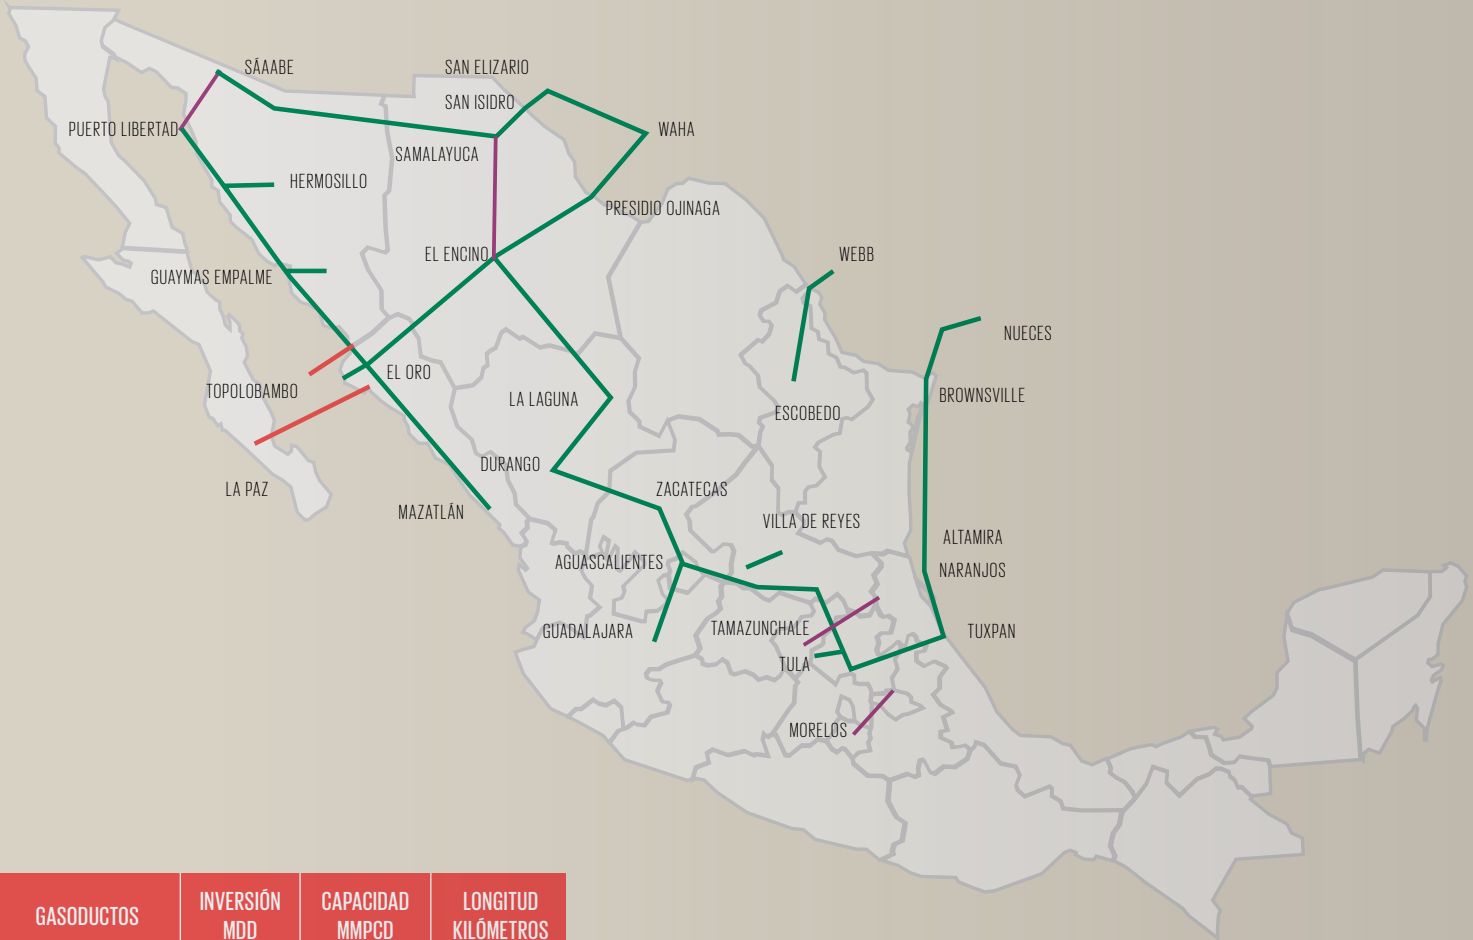 SÁAABE
SAN ELIZARIO
SAN ISIDRO
PUERTO LIBERTAD
WAHA
SAMALAYUCA
HERMOSILLO
PRESIDIO OJINAGA
EL ENCINO
WEBB
GUAYMAS EMPALME
NUECES
EL ORO
TOPOLOBAMBO
LA LAGUNA
BROWNSVILLE
ESCOBEDO
DURANGO
LA PAZ
ZACATECAS
MAZATLÁN
VILLA DE REYES
ALTAMIRA
AGUASCALIENTES
NARANJOS
GUADALAJARA
TAMAZUNCHALE
TUXPAN
TULA
MORELOS
GASODUCTOS
INVERSIÓN
MDD
CAPACIDAD
MMPCD
LONGITUD
KILÓMETROS